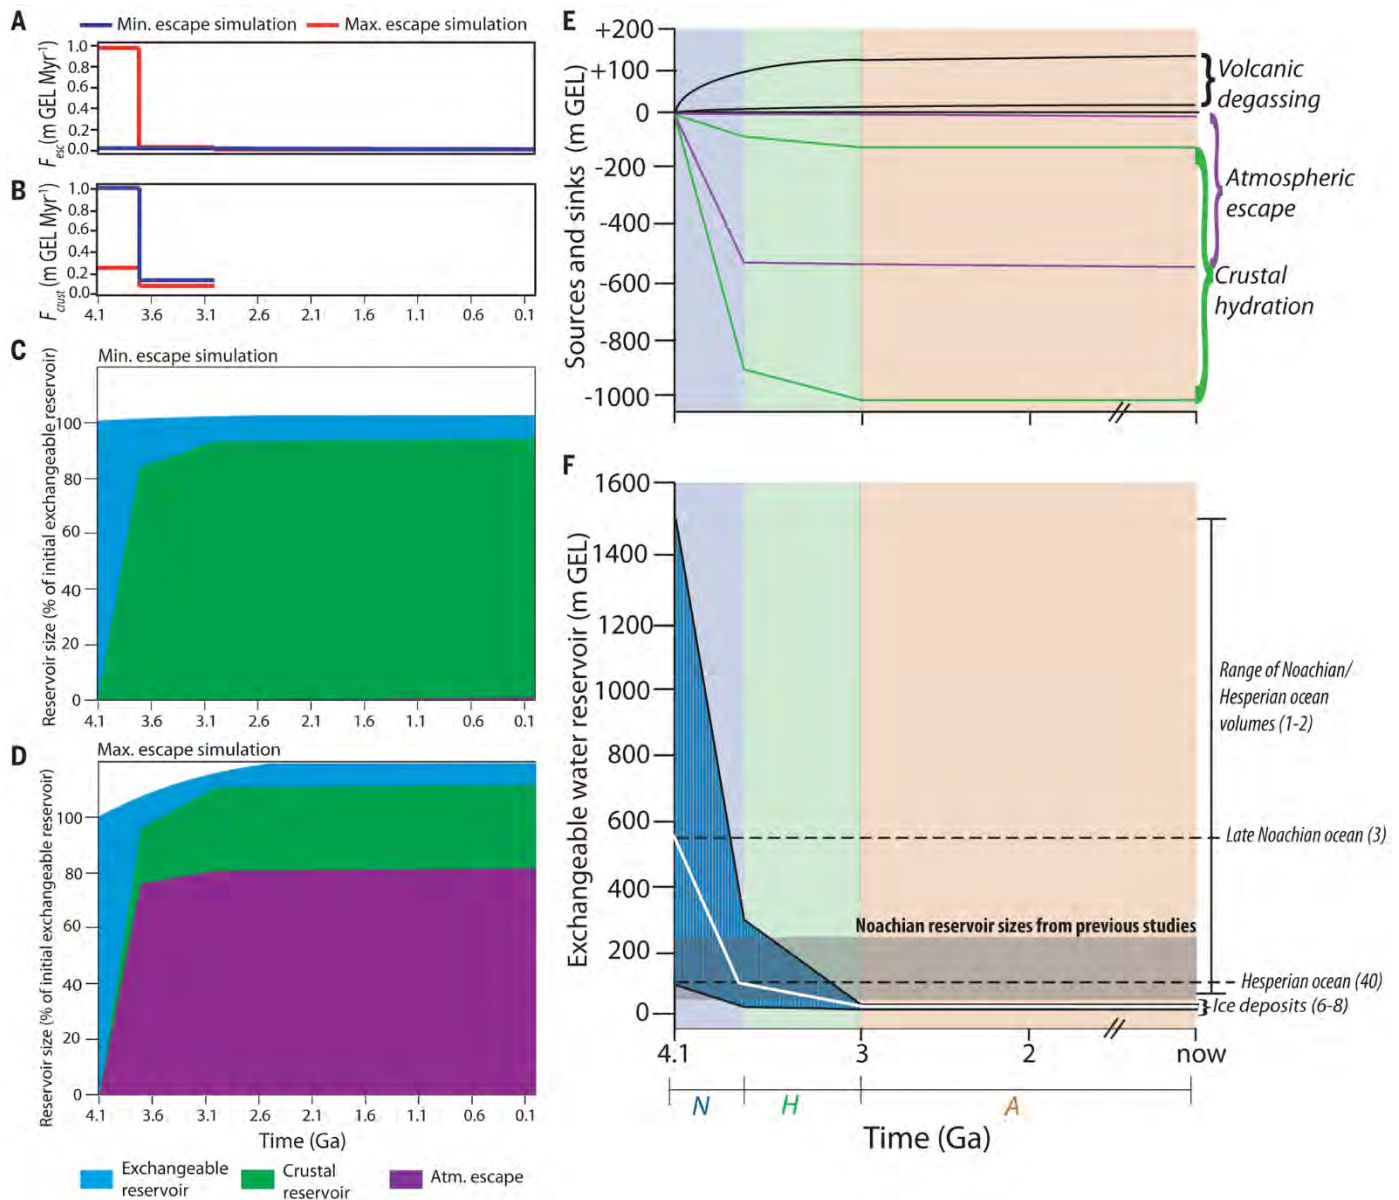 A
Min. escape simulation
Max. escape simulation
F_esc (m GEL Myr⁻¹)
1.0
0.8
0.6
0.4
0.2
0.0
B
F_crust (m GEL Myr⁻¹)
1.0
0.8
0.6
0.4
0.2
0.0
4.1 3.6 3.1 2.6 2.1 1.6 0.6 0.1
C
Min. escape simulation
Reservoir size (% of initial exchangeable reservoir)
100
80
60
40
20
0
4.1 3.6 3.1 2.6 2.1 1.6 0.6 0.1
D
Max. escape simulation
Reservoir size (% of initial exchangeable reservoir)
100
80
60
40
20
0
4.1 3.6 3.1 2.6 2.1 1.6 0.6 0.1
Time (Ga)
Exchangeable
reservoir
Crustal
reservoir
Atm. escape
E
Sources and sinks (m GEL)
+200
+100
0
-200
-400
-600
-800
-1000
Volcanic
degassing
Atmospheric
escape
Crustal
hydration
F
Exchangeable water reservoir (m GEL)
1600
1400
1200
1000
800
600
400
200
0
Range of Noachian/
Hesperian ocean
volumes (1-2)
Late Noachian ocean (3)
Noachian reservoir sizes from previous studies
Hesperian ocean (40)
Ice deposits (6-8)
4.1 3 2 now
N H A
Time (Ga)